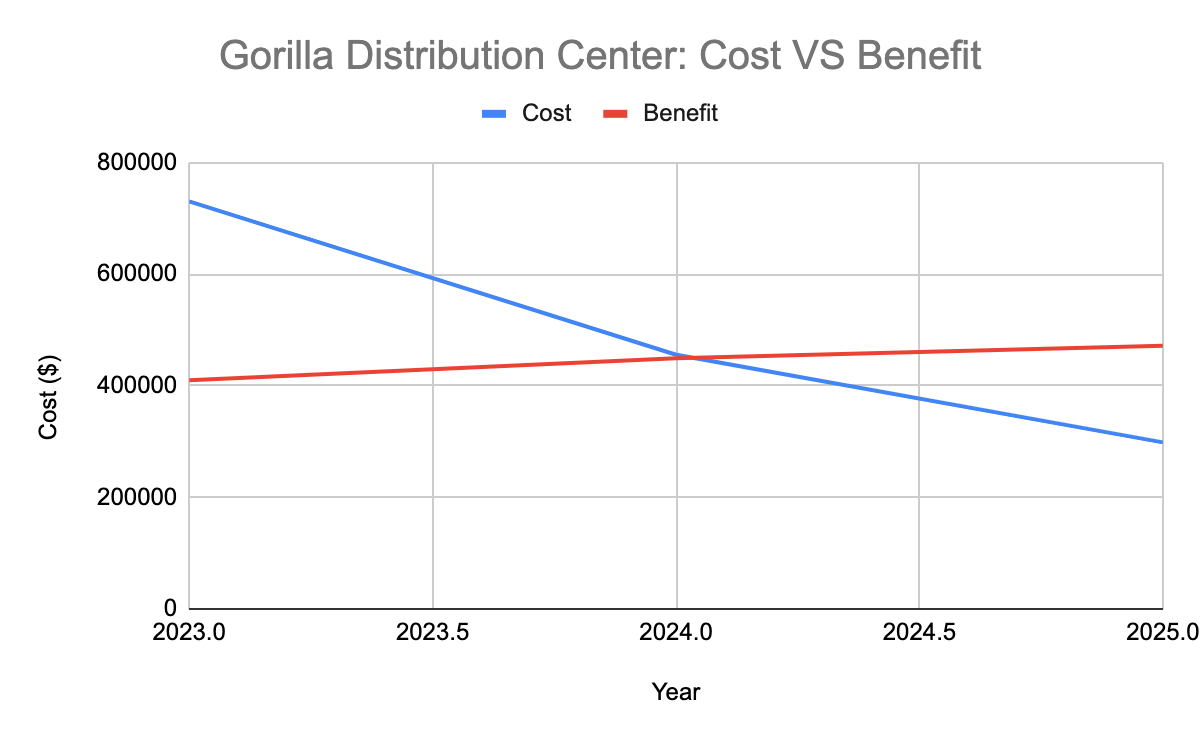 Gorilla Distribution Center: Cost VS Benefit
Cost
Benefit
800000
600000
400000
200000
0
Cost ($)
2023.0
2023.5
2024.0
2024.5
2025.0
Year